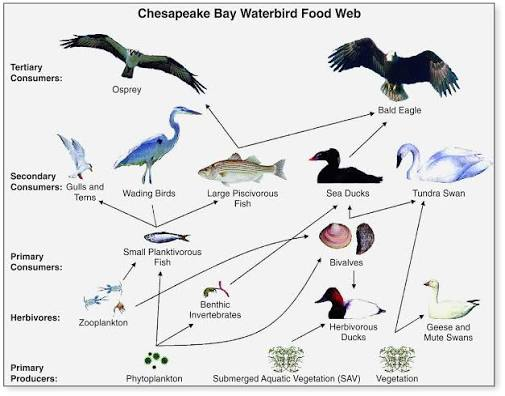 Chesapeake Bay Waterbird Food Web
Tertiary
Consumers:
Osprey
Bald Eagle
Secondary
Consumers:
Gulls and
Terns
Wading Birds
Large Piscivorous
Fish
Sea Ducks
Tundra Swan
Primary
Consumers:
Small Planktivorous
Fish
Bivalves
Herbivores:
Zooplankton
Benthic
Invertebrates
Herbivorous
Ducks
Geese and
Mute Swans
Primary
Producers:
Phytoplankton
Submerged Aquatic Vegetation (SAV)
Vegetation